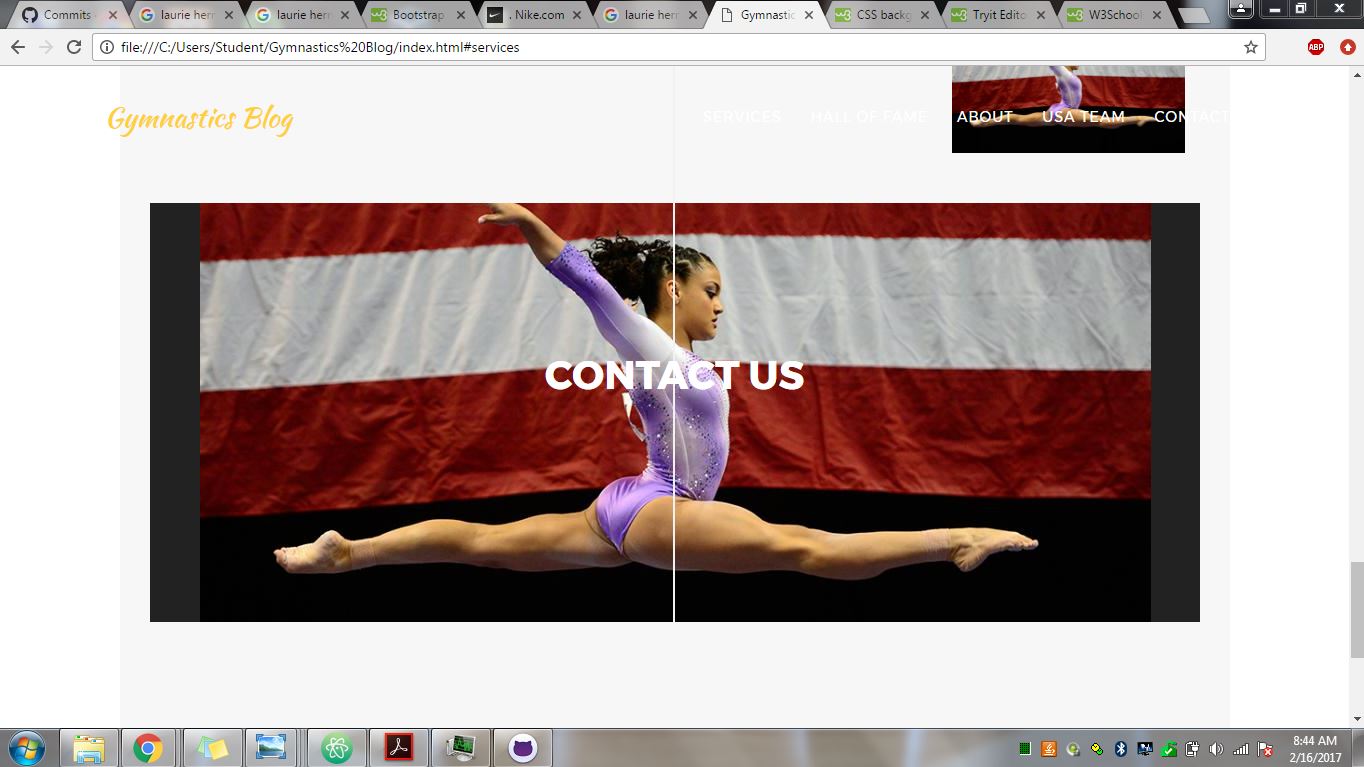 Commits
laurie herr
laurie herr
Bootstrap
. Nike.com
laurie herr
Gymnastic
CSS backg
Tryit Edito
W3School
file:///C:/Users/Student/Gymnastics%20Blog/index.html#services
ABP
Gymnastics Blog
SERVICES HALL OF FAME ABOUT USA TEAM CONTACT
CONTACT US
8:44 AM
2/16/2017